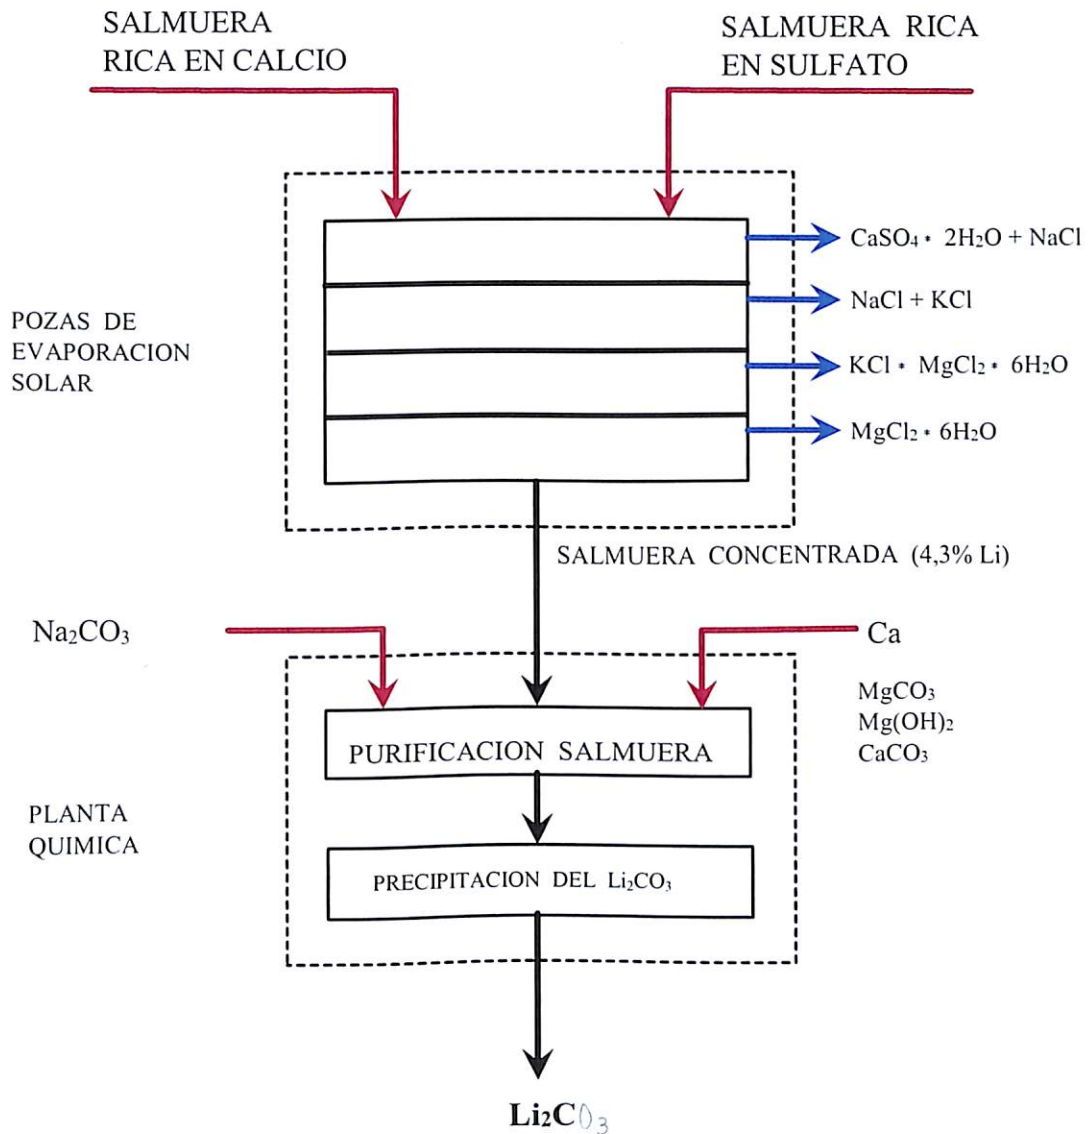 SALMUERA
RICA EN CALCIO
SALMUERA RICA
EN SULFATO
CaSO₄ • 2H₂O + NaCl
NaCl + KCl
KCl • MgCl₂ • 6H₂O
MgCl₂ • 6H₂O
POZAS DE
EVAPORACION
SOLAR
SALMUERA CONCENTRADA (4,3% Li)
Na₂CO₃
Ca
MgCO₃
Mg(OH)₂
CaCO₃
PURIFICACION SALMUERA
PLANTA
QUIMICA
PRECIPITACION DEL Li₂CO₃
Li₂CO₃